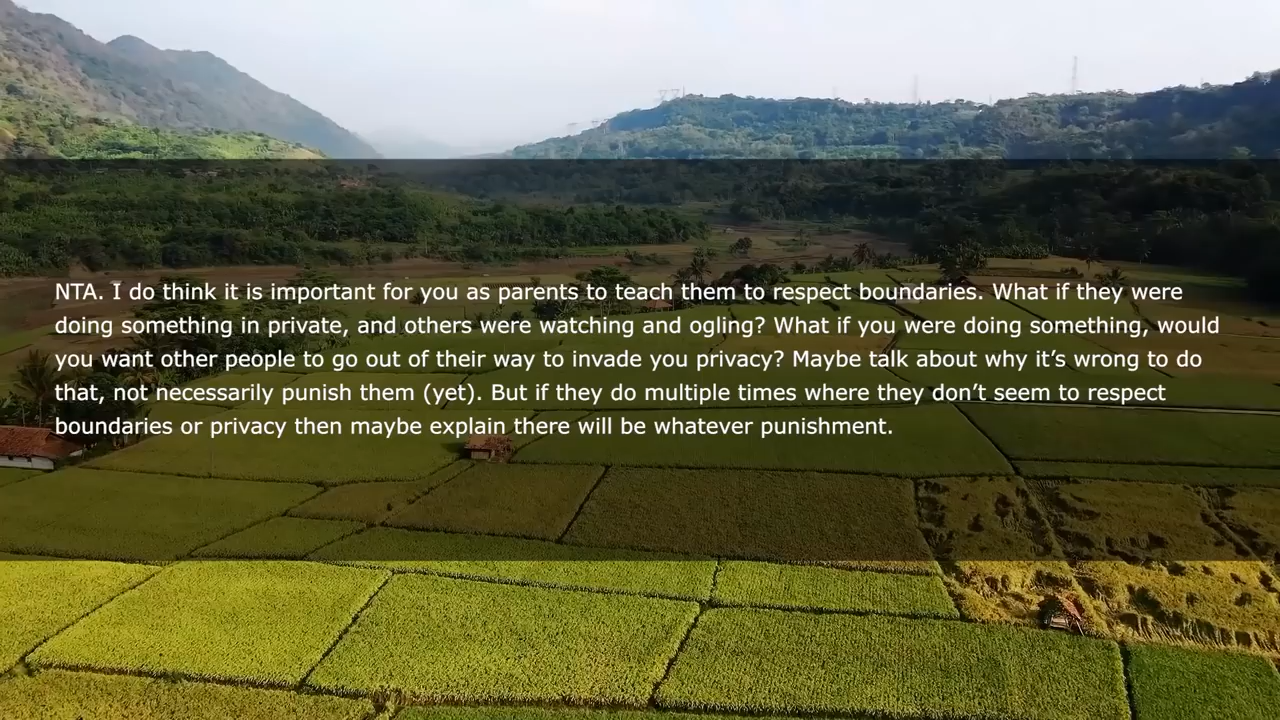 NTA. I do think it is important for you as parents to teach them to respect boundaries. What if they were
doing something in private, and others were watching and ogling? What if you were doing something, would
you want other people to go out of their way to invade you privacy? Maybe talk about why it’s wrong to do
that, not necessarily punish them (yet). But if they do multiple times where they don’t seem to respect
boundaries or privacy then maybe explain there will be whatever punishment.